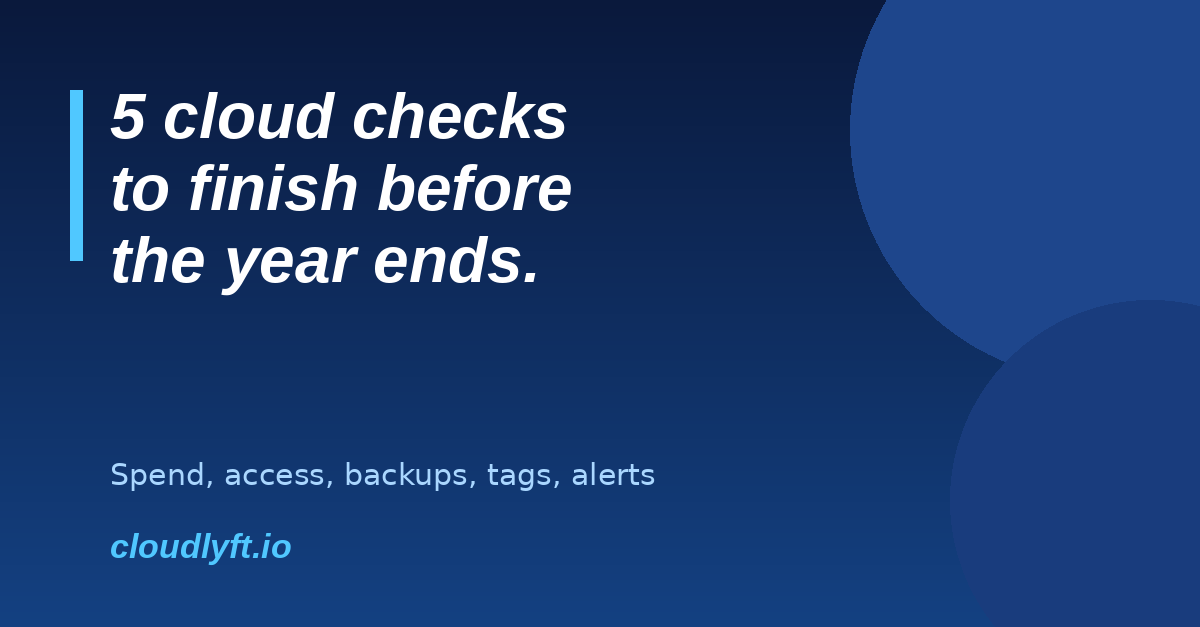 5 cloud checks
to finish before
the year ends.
Spend, access, backups, tags, alerts
cloudlyft.io